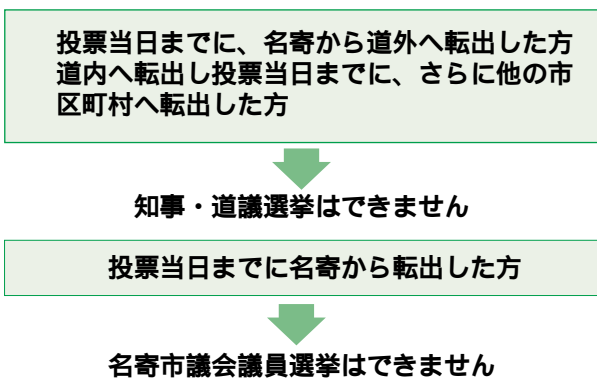 投票当日までに、名寄から道外へ転出した方
道内へ転出し投票当日までに、さらに他の市
区町村へ転出した方
知事・道議選挙はできません
投票当日までに名寄から転出した方
名寄市議会議員選挙はできません